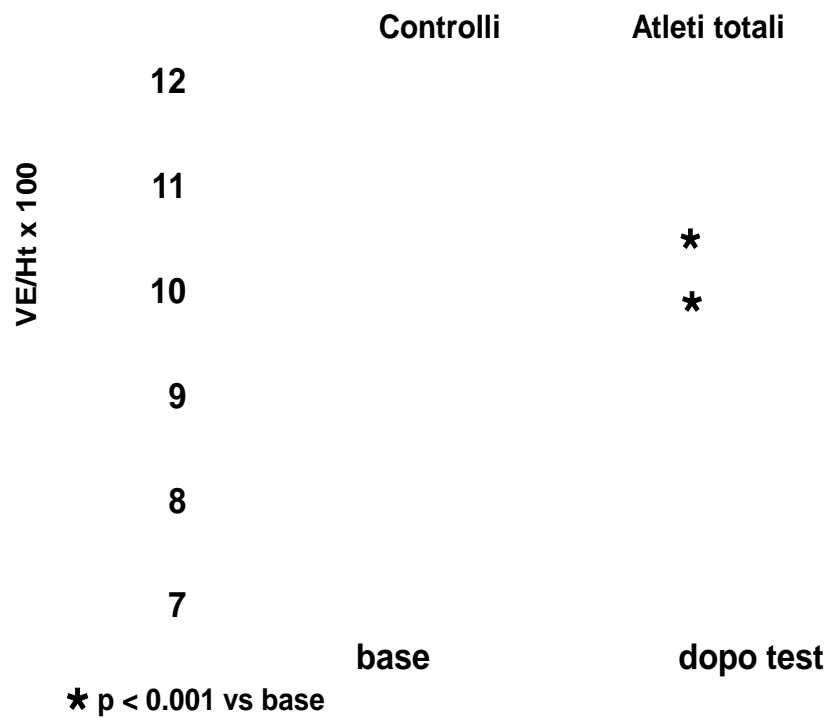 Controlli Atleti totali
12
11
VE/Ht x 100
*
10
*
9
8
7
base dopo test
* p < 0.001 vs base